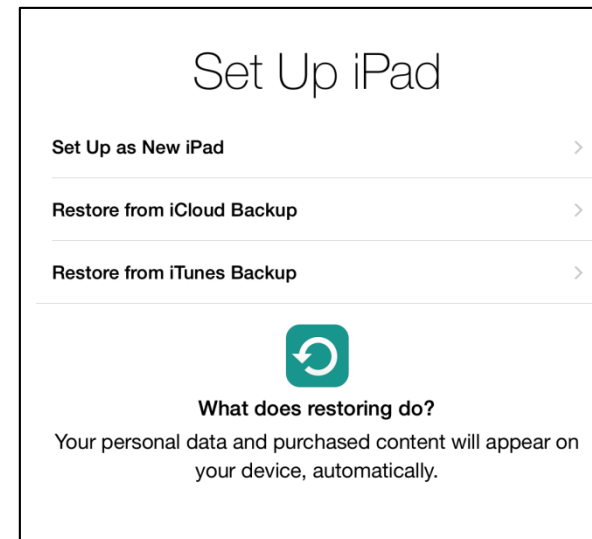 Set Up iPad
Set Up as New iPad
Restore from iCloud Backup
Restore from iTunes Backup
What does restoring do?
Your personal data and purchased content will appear on
your device, automatically.